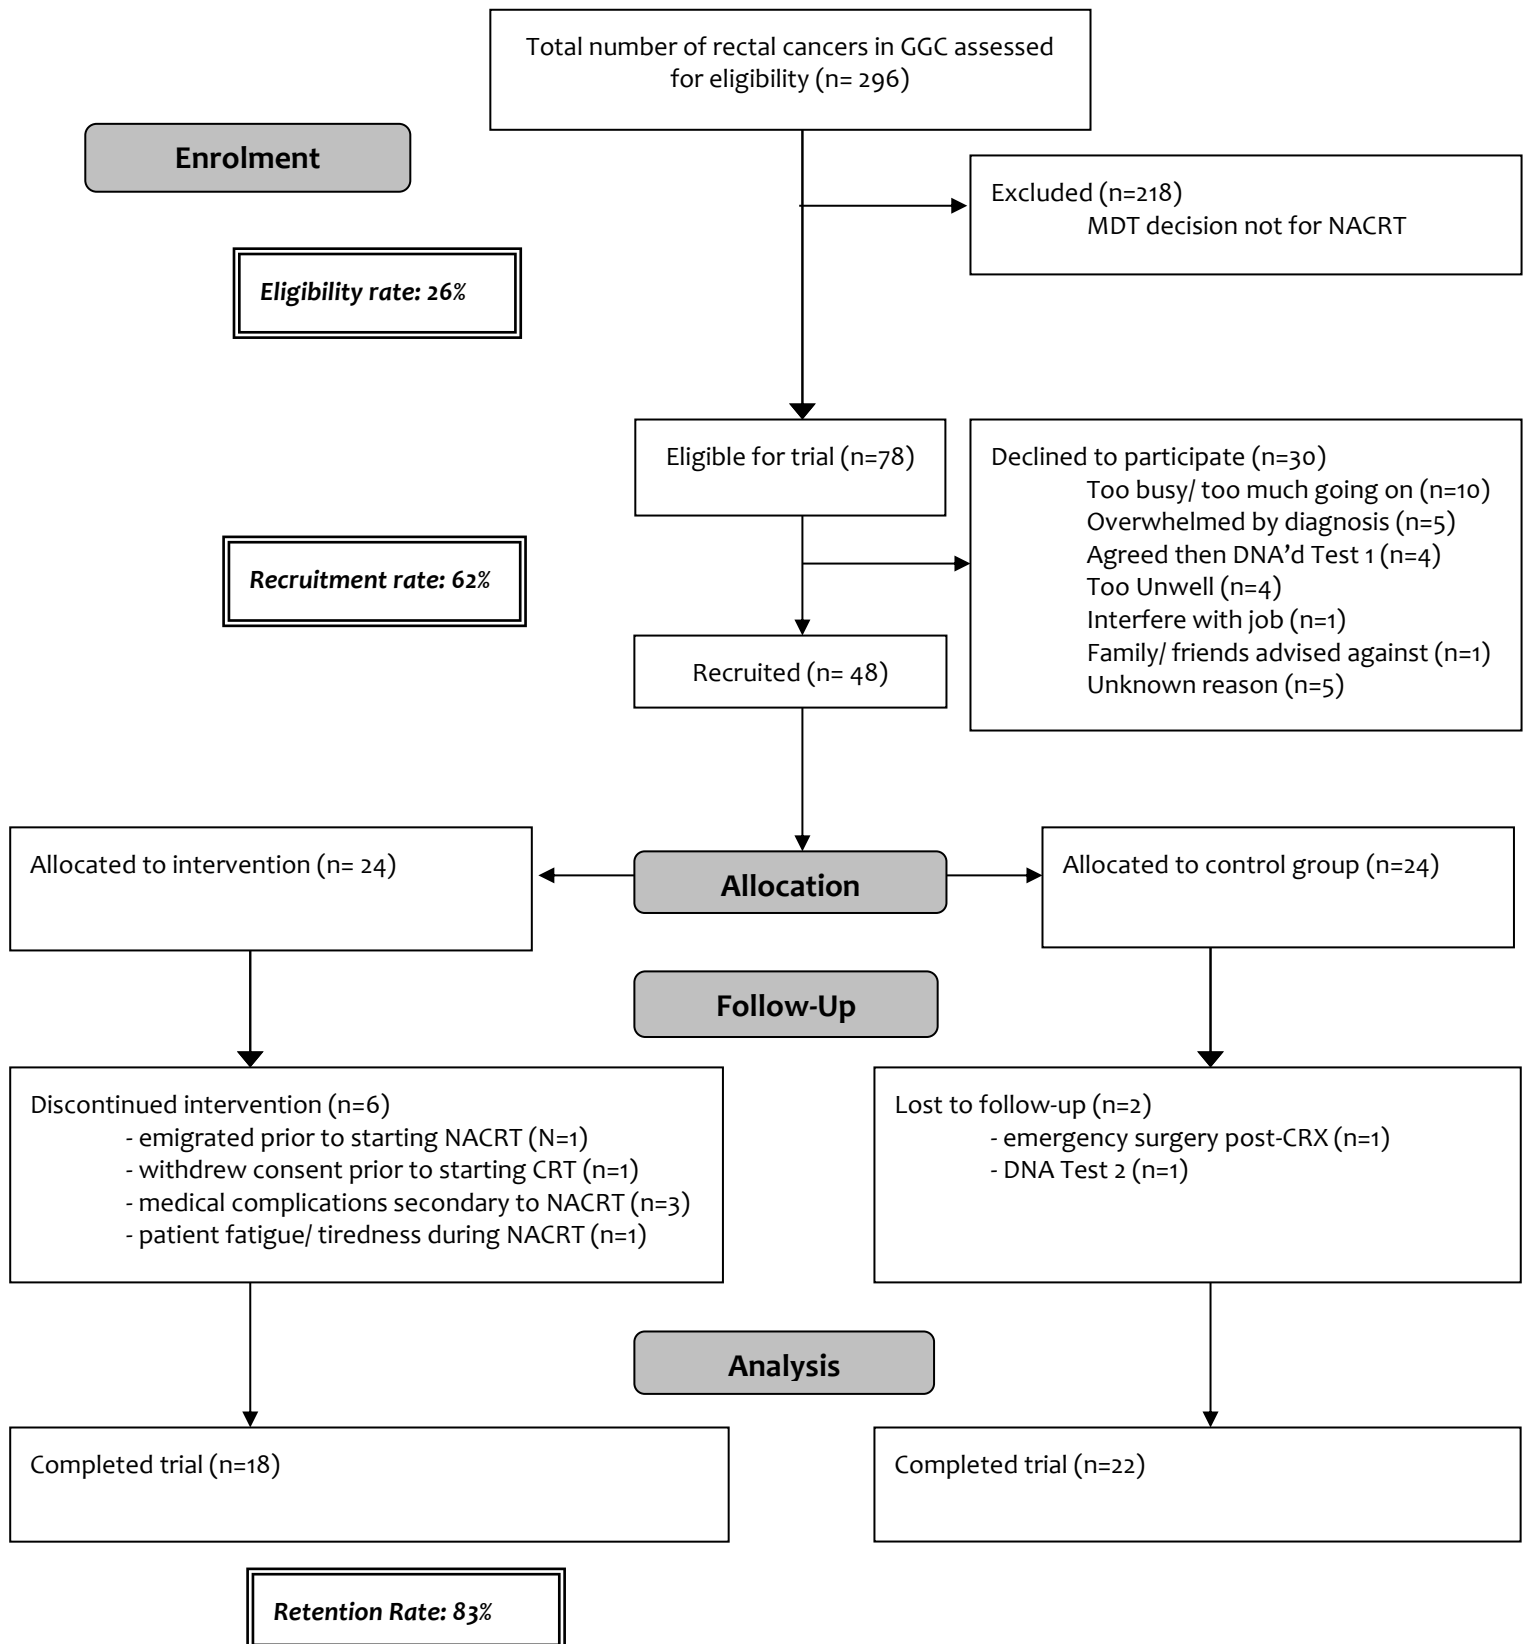 Total number of rectal cancers in GGC assessed
for eligibility (n= 296)
Enrolment
Excluded (n=218)
MDT decision not for NACRT
Eligibility rate: 26%
Eligible for trial (n=78)
Declined to participate (n=30)
Too busy/ too much going on (n=10)
Overwhelmed by diagnosis (n=5)
Agreed then DNA’d Test 1 (n=4)
Too Unwell (n=4)
Interfere with job (n=1)
Family/ friends advised against (n=1)
Unknown reason (n=5)
Recruitment rate: 62%
Recruited (n= 48)
Allocated to intervention (n= 24)
Allocation
Allocated to control group (n=24)
Follow-Up
Discontinued intervention (n=6)
- emigrated prior to starting NACRT (N=1)
- withdrew consent prior to starting CRT (n=1)
- medical complications secondary to NACRT (n=3)
- patient fatigue/ tiredness during NACRT (n=1)
Lost to follow-up (n=2)
- emergency surgery post-CRX (n=1)
- DNA Test 2 (n=1)
Analysis
Completed trial (n=18)
Completed trial (n=22)
Retention Rate: 83%